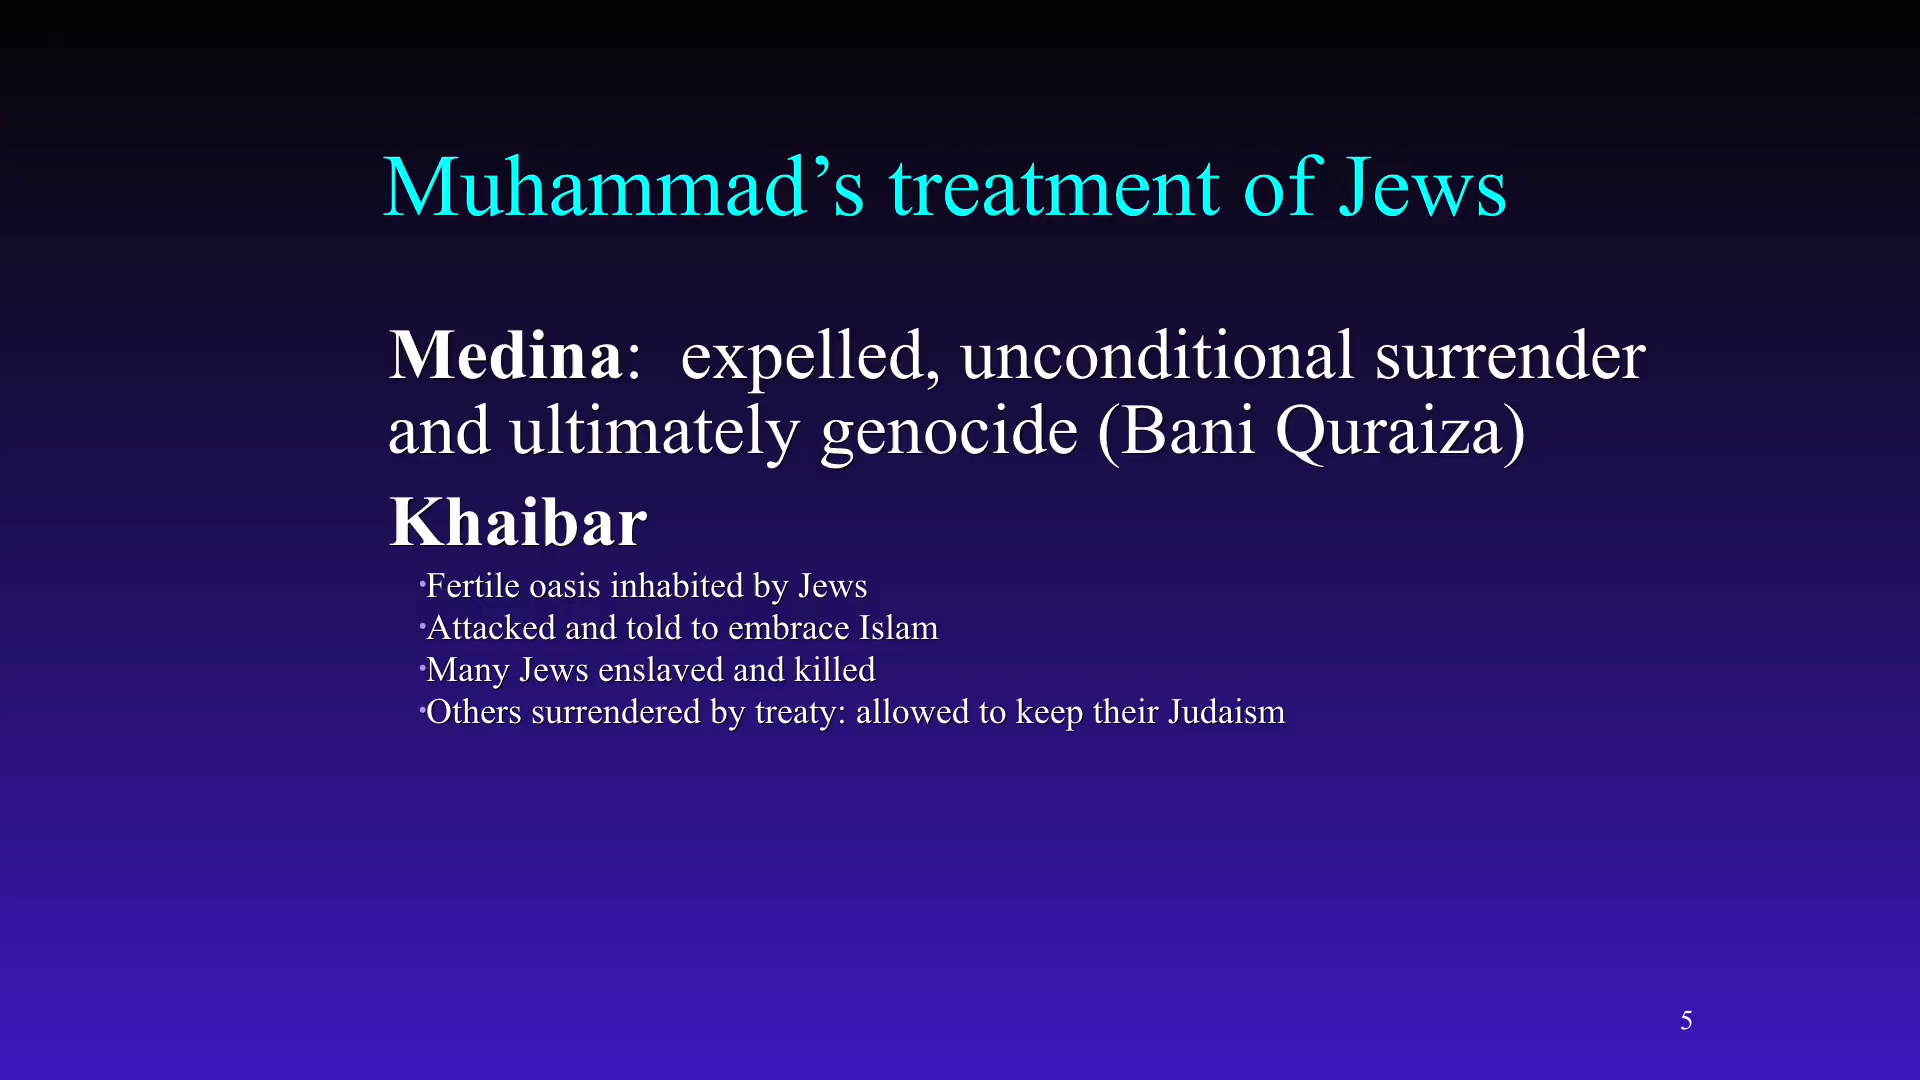 Muhammad’s treatment of Jews
Medina:  expelled, unconditional surrender
and ultimately genocide (Bani Quraiza)
Khaibar
•Fertile oasis inhabited by Jews
•Attacked and told to embrace Islam
•Many Jews enslaved and killed
•Others surrendered by treaty: allowed to keep their Judaism
5